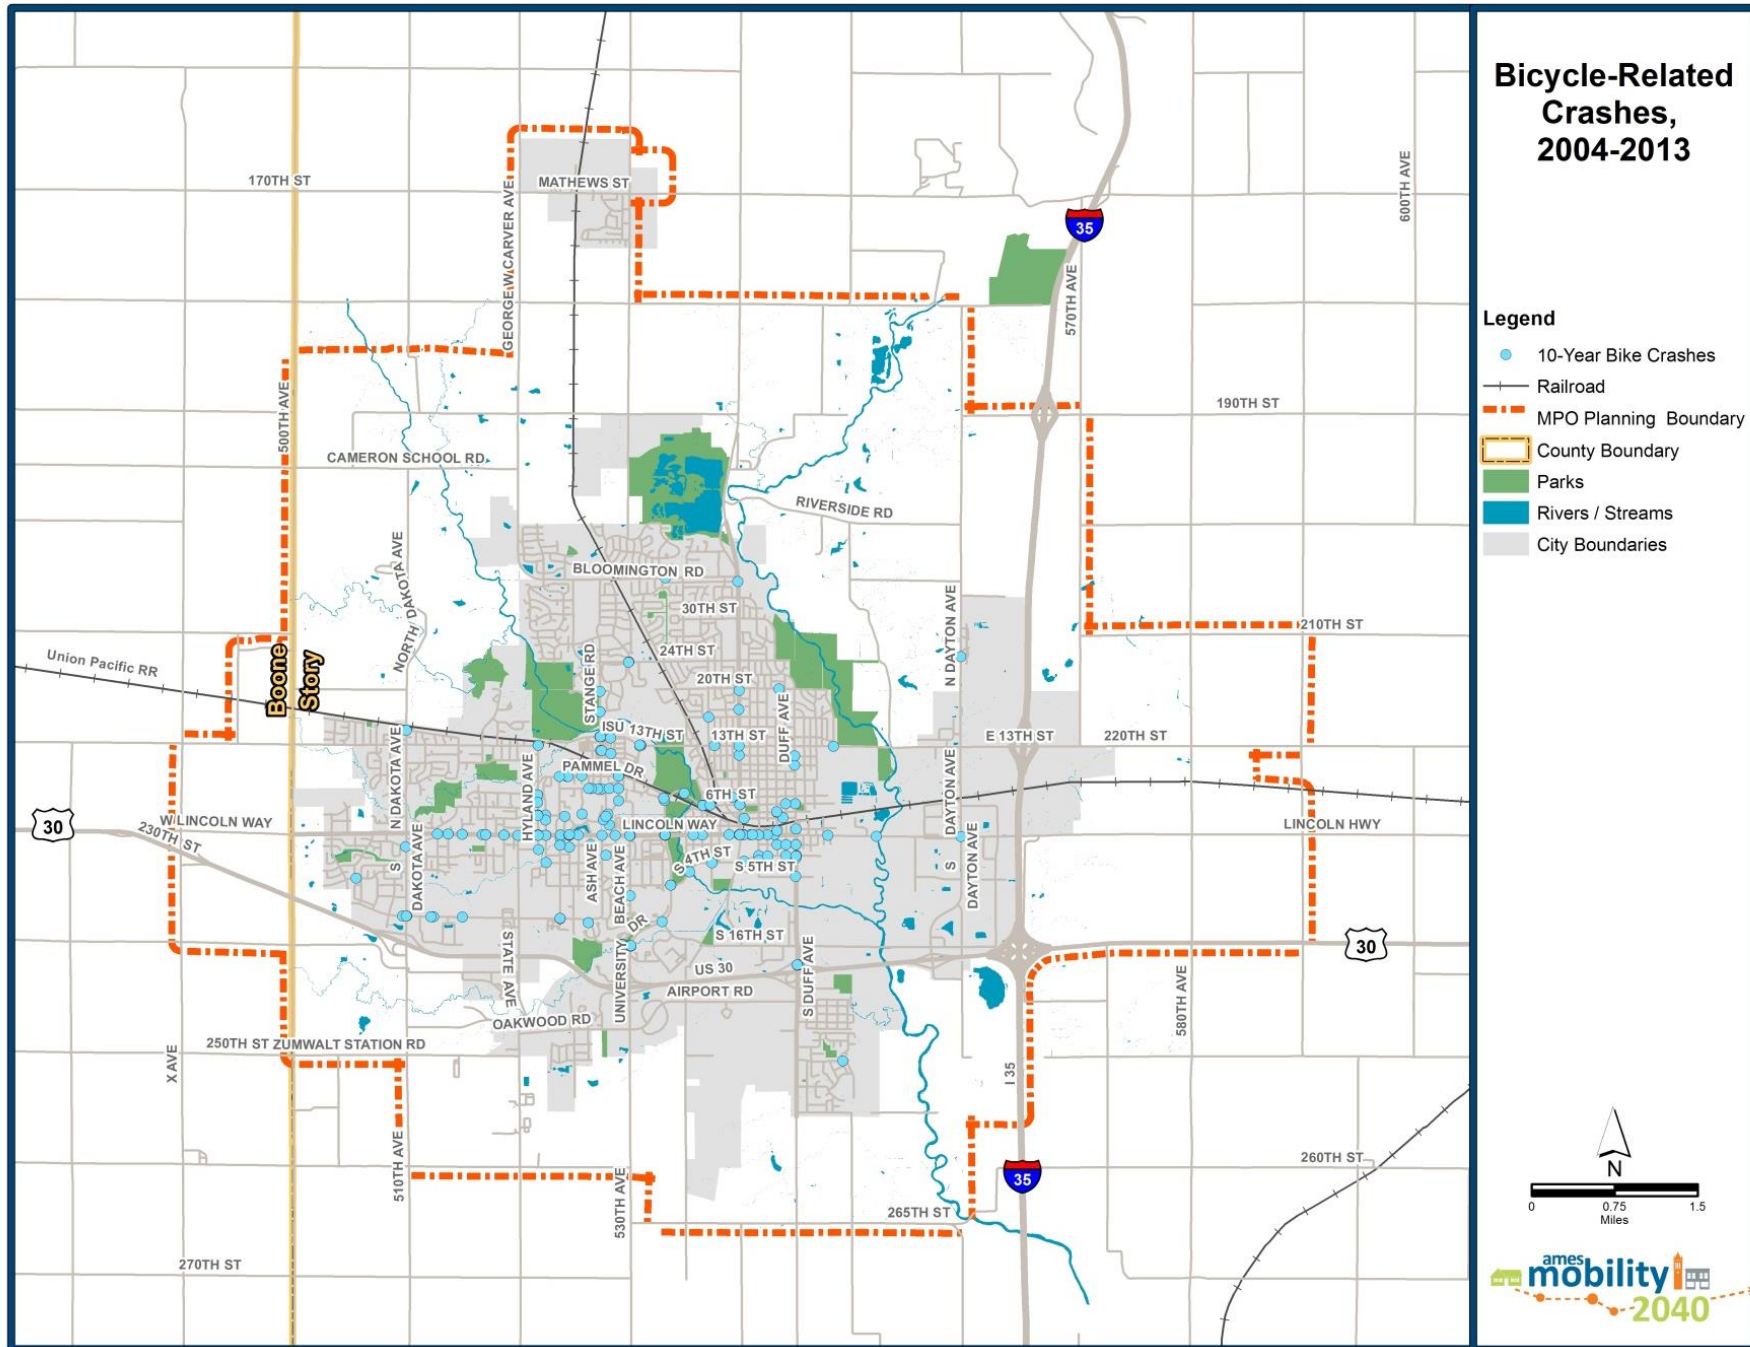 Bicycle-Related
Crashes,
2004-2013
Legend
10-Year Bike Crashes
Railroad
MPO Planning Boundary
County Boundary
Parks
Rivers / Streams
City Boundaries
N
0 0.75 1.5
Miles
ames
mobility
2040
170TH ST
MATHEWS ST
GEORGE W CARVER AVE
600TH AVE
35
570TH AVE
500TH AVE
190TH ST
CAMERON SCHOOL RD
RIVERSIDE RD
NORTH DAKOTA AVE
BLOOMINGTON RD
30TH ST
N DAYTON AVE
210TH ST
Union Pacific RR
Boone
Story
24TH ST
STANGE RD
20TH ST
DUFF AVE
N DAKOTA AVE
ISU 13TH ST
13TH ST
E 13TH ST
220TH ST
HYLAND AVE
PAMMEL DR
6TH ST
DAYTON AVE
30
W LINCOLN WAY
230TH ST
LINCOLN WAY
LINCOLN HWY
S
DAKOTA AVE
ASH AVE
BEACH AVE
S 4TH ST
S 5TH ST
S
DAYTON AVE
STATE AVE
UNIVERSITY
DR
S 16TH ST
S DUFF AVE
US 30
30
AIRPORT RD
580TH AVE
OAKWOOD RD
250TH ST ZUMWALT STATION RD
X AVE
I 35
510TH AVE
530TH AVE
260TH ST
35
265TH ST
270TH ST